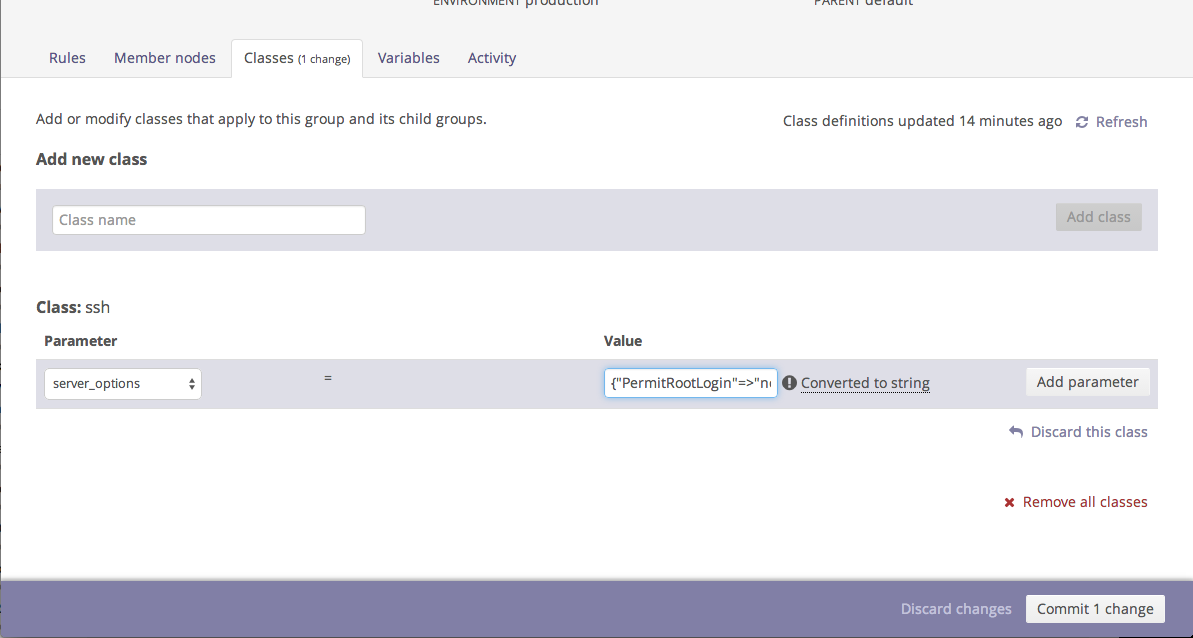 ENVIRONMENT production PARENT default
Rules Member nodes Classes (1 change) Variables Activity
Add or modify classes that apply to this group and its child groups.
Class definitions updated 14 minutes ago Refresh
Add new class
Class name Add class
Class: ssh
Parameter Value
server_options = {"PermitRootLogin"=>"n Converted to string Add parameter
Discard this class
Remove all classes
Discard changes Commit 1 change